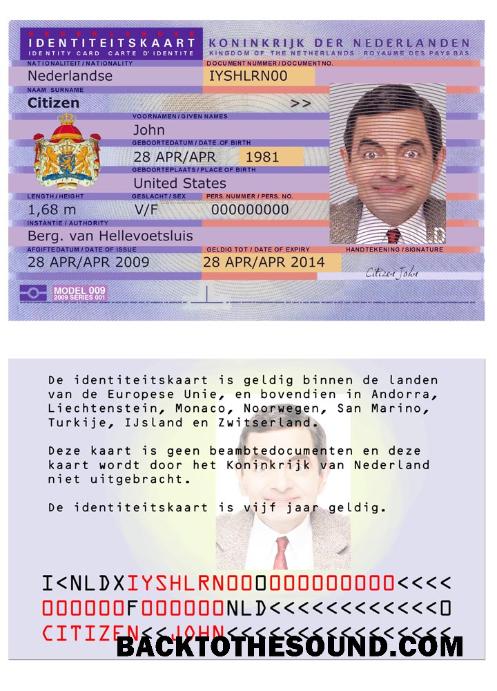 IDENTITEITSKAART KONINKRIJK DER NEDERLANDEN
IDENTITY CARD CARTE D'IDENTITÉ KINGDOM OF THE NETHERLANDS ROYAUME DES PAYS BAS
NATIONALITEIT/NATIONALITY DOCUMENT NUMMER / DOCUMENTNO.
Nederlandse IYSHLRN00
NAAM SURNAME
Citizen >>
VOORNAMEN / GIVEN NAMES
John
GEBOORTEDATUM / DATE OF BIRTH
28 APR/APR 1981
GEBOORTEPLAATS / PLACE OF BIRTH
United States
LENGTH / HEIGHT GESLACHT / SEX PERS NUMMER / PERS. NO.
1,68 m V/F 000000000
INSTANTIE / AUTHORITY
Berg. van Hellevoetsluis
AFGIFTEDATUM / DATE OF ISSUE GELDIG TOT / DATE OF EXPIRY HANDTEKENING / SIGNATURE
28 APR/APR 2009 28 APR/APR 2014 Citizen John
MODEL 009
2009 SERIES 001
De identiteitskaart is geldig binnen de landen
van de Europese Unie, en bovendien in Andorra,
Liechtenstein, Monaco, Noorwegen, San Marino,
Turkije, IJsland en Zwitserland.
Deze kaart is geen beambtedocumenten en deze
kaart wordt door het Koninkrijk van Nederland
niet uitgebracht.
De identiteitskaart is vijf jaar geldig.
I<NLDXIYSHLRN00000000000000<<<<
0000000F0000000NLD<<<<<<<<<<<<0
CITIZEN<<JOHN<<<<<<<<<<<<<<<<<
BACKTOTHESOUND.COM